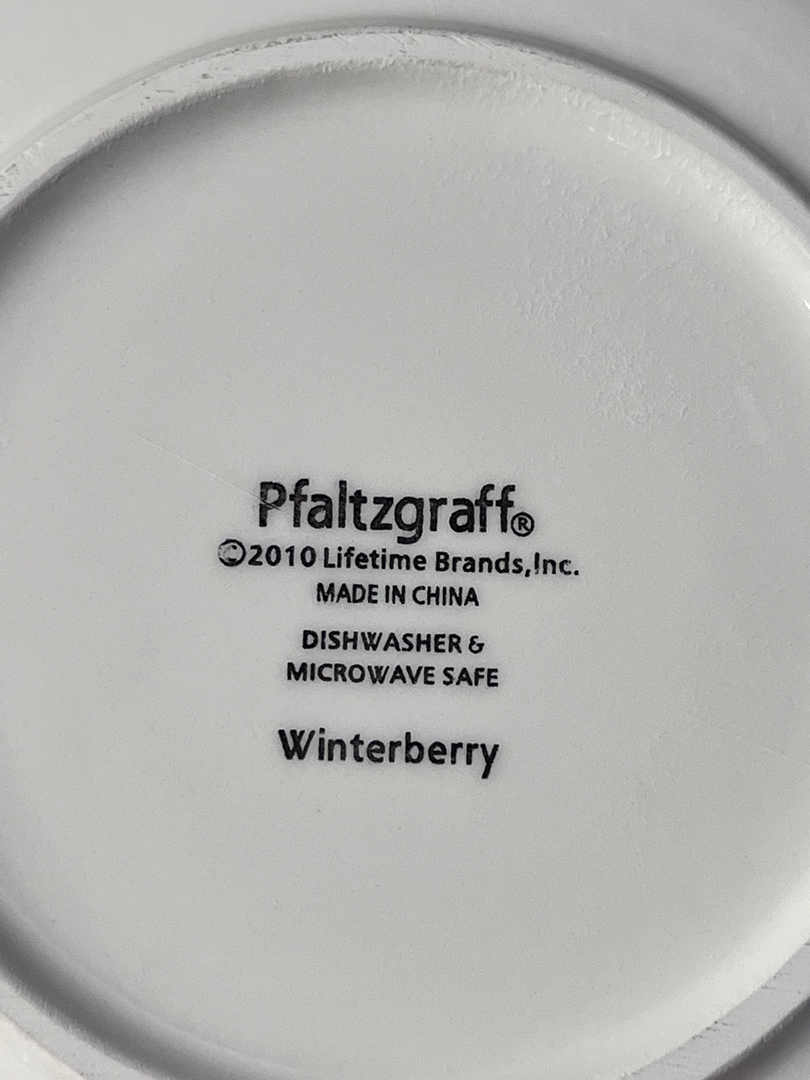 Pfaltzgraff®
©2010 Lifetime Brands,Inc.
MADE IN CHINA
DISHWASHER &
MICROWAVE SAFE
Winterberry